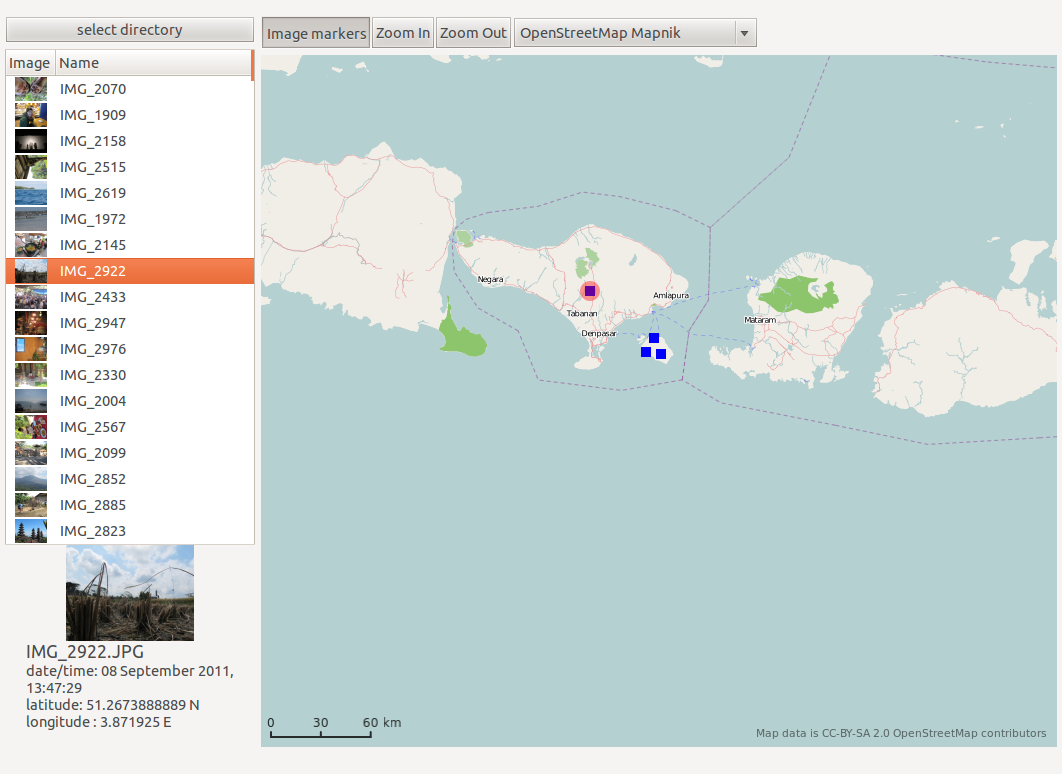 select directory
Image markers
Zoom In
Zoom Out
OpenStreetMap Mapnik
Image Name
IMG_2070
IMG_1909
IMG_2158
IMG_2515
IMG_2619
IMG_1972
IMG_2145
IMG_2922
IMG_2433
IMG_2947
IMG_2976
IMG_2330
IMG_2004
IMG_2567
IMG_2099
IMG_2852
IMG_2885
IMG_2823
IMG_2922.JPG
date/time: 08 September 2011,
13:47:29
latitude: 51.2673888889 N
longitude : 3.871925 E
Negara
Amlapura
Tabanan
Mataram
Denpasar
0 30 60 km
Map data is CC-BY-SA 2.0 OpenStreetMap contributors